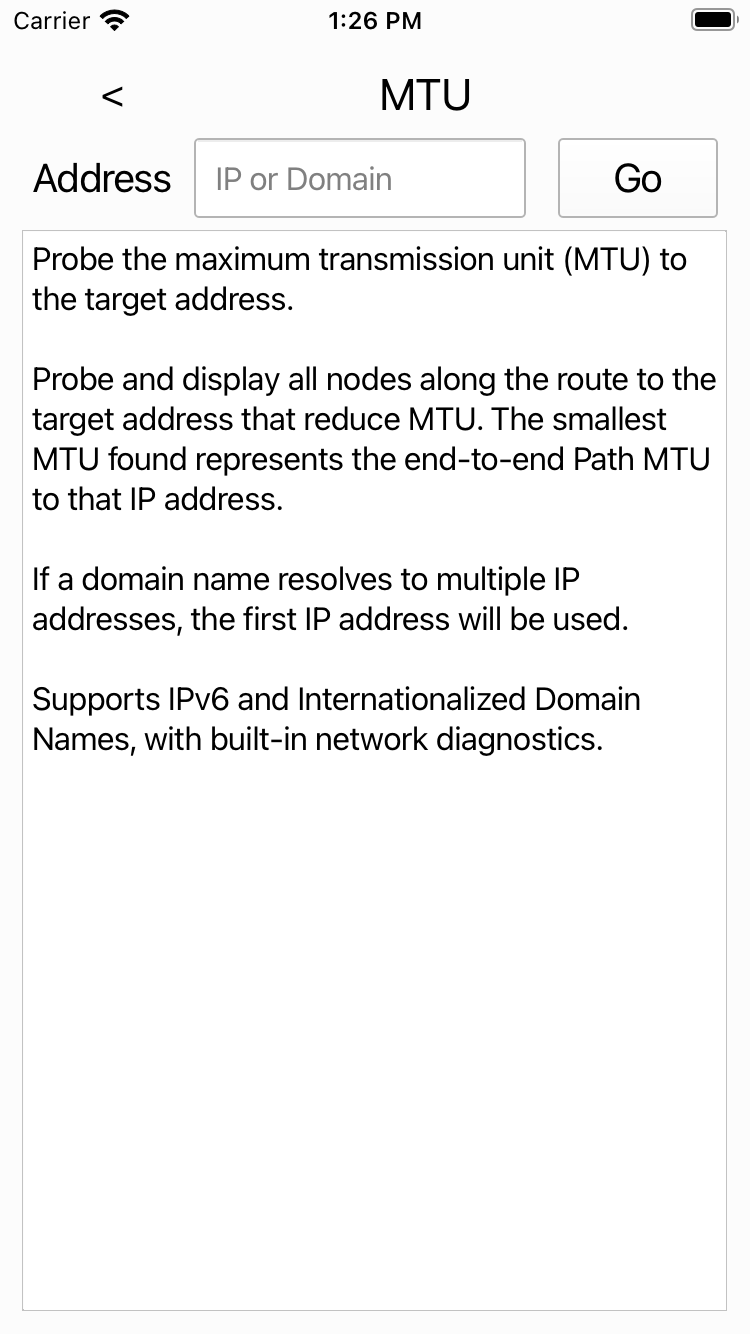 Carrier 1:26 PM
< MTU
Address IP or Domain Go
Probe the maximum transmission unit (MTU) to
the target address.
Probe and display all nodes along the route to the
target address that reduce MTU. The smallest
MTU found represents the end-to-end Path MTU
to that IP address.
If a domain name resolves to multiple IP
addresses, the first IP address will be used.
Supports IPv6 and Internationalized Domain
Names, with built-in network diagnostics.